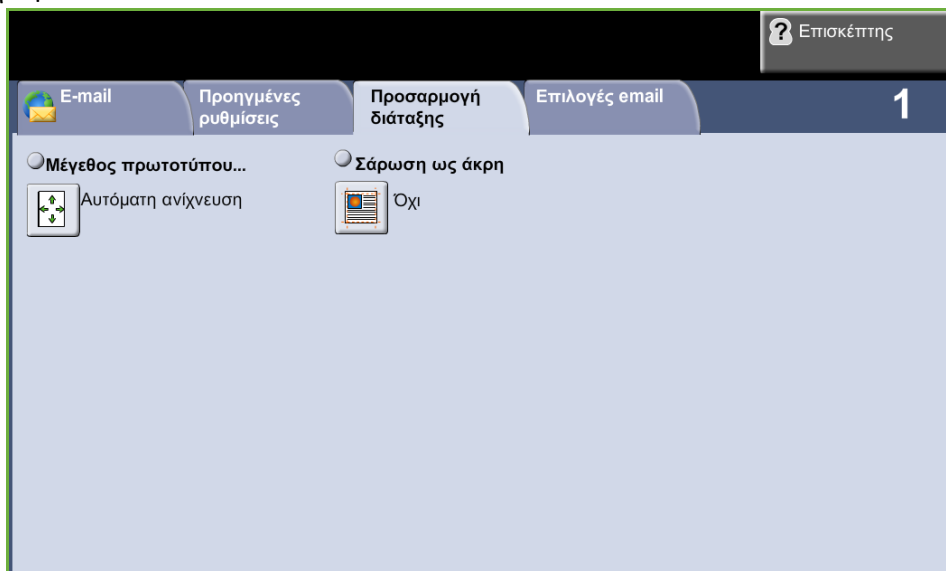 Επισκέπτης
E-mail
Προηγμένες
ρυθμίσεις
Προσαρμογή
διάταξης
Επιλογές email
1
Μέγεθος πρωτοτύπου...
Αυτόματη ανίχνευση
Σάρωση ως άκρη
Όχι